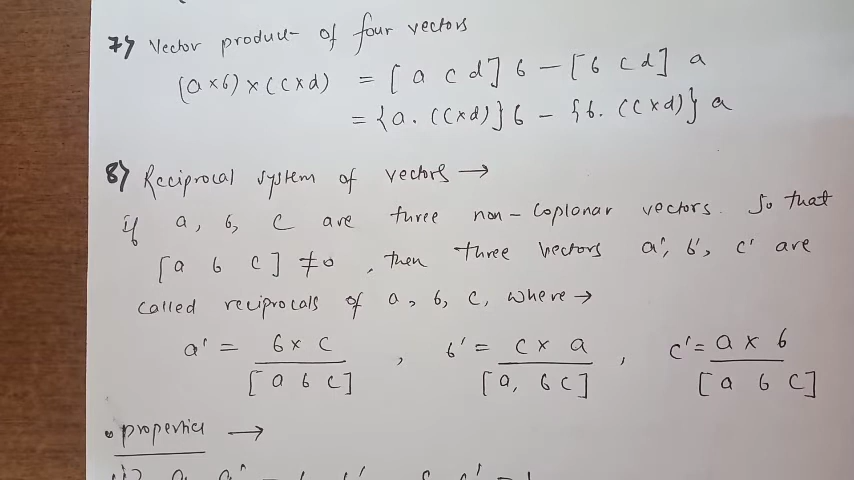 7) Vector product of four vectors
(a×b)×(c×d) = [a c d] b – [b c d] a
= {a. (c×d)} b – {b. (c×d)} a
8) Reciprocal system of vectors →
if a, b, c are three non-coplanar vectors. So that
[a b c] ≠ 0, then three vectors a', b', c' are
called reciprocals of a, b, c, where →
a' = b × c / [a b c] , b' = c × a / [a, b c] , c' = a × b / [a b c]
• properties →